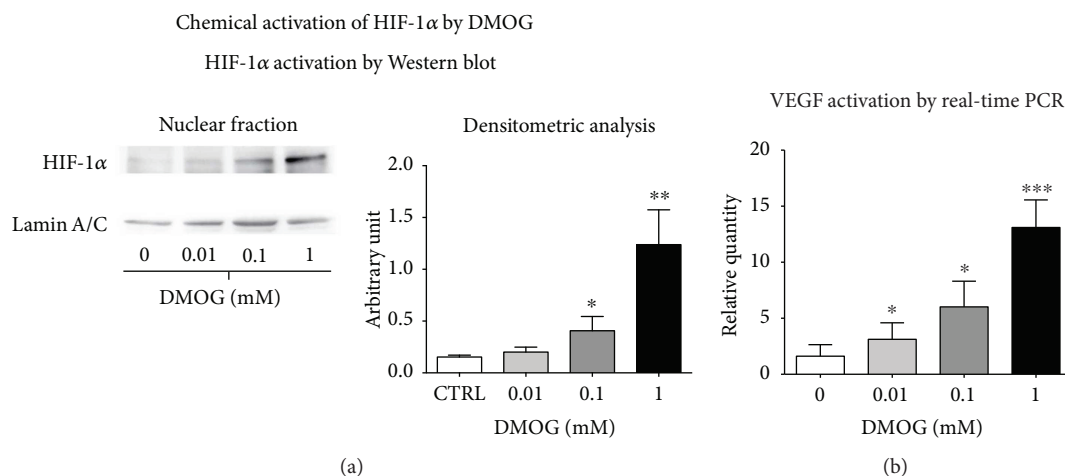 Chemical activation of HIF-1α by DMOG
HIF-1α activation by Western blot
Nuclear fraction
HIF-1α
Lamin A/C
0 0.01 0.1 1
DMOG (mM)
Densitometric analysis
Arbitrary unit
2.0
1.5
1.0
0.5
0.0
*
**
CTRL 0.01 0.1 1
DMOG (mM)
(a)
VEGF activation by real-time PCR
Relative quantity
20
15
10
5
0
*
*
***
0 0.01 0.1 1
DMOG (mM)
(b)